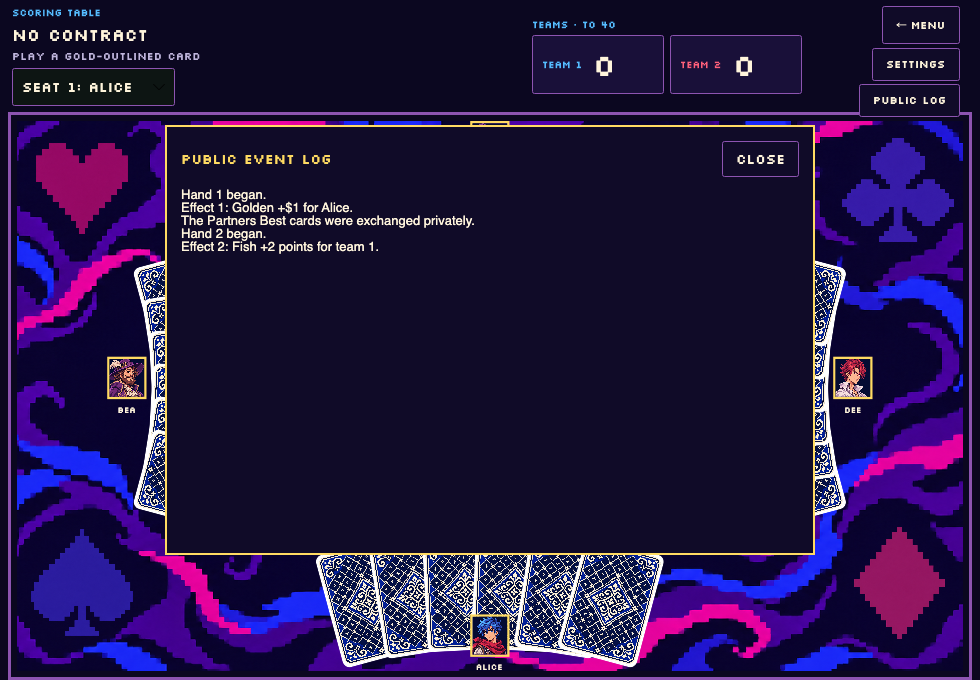 SCORING TABLE
NO CONTRACT
PLAY A GOLD-OUTLINED CARD
SEAT 1: ALICE
TEAMS · TO 40
TEAM 1 0
TEAM 2 0
← MENU
SETTINGS
PUBLIC LOG
PUBLIC EVENT LOG
CLOSE
Hand 1 began.
Effect 1: Golden +$1 for Alice.
The Partners Best cards were exchanged privately.
Hand 2 began.
Effect 2: Fish +2 points for team 1.
BEA
DEE
ALICE